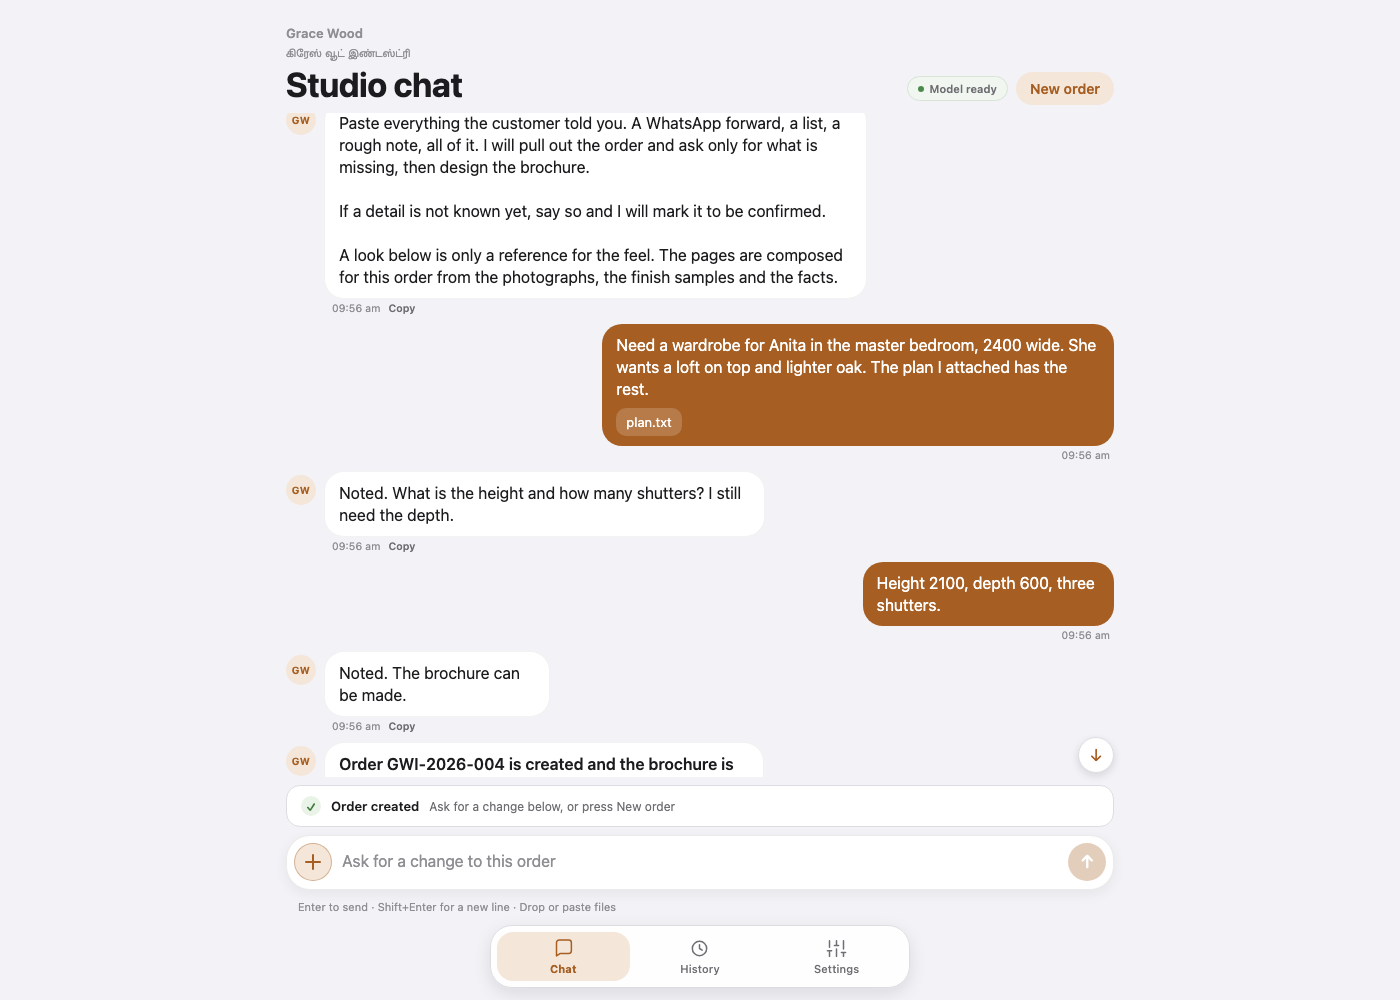 Grace Wood
கிரேஸ் வூட் இண்டஸ்ட்ரி
Studio chat
Model ready
New order
GW
Paste everything the customer told you. A WhatsApp forward, a list, a
rough note, all of it. I will pull out the order and ask only for what is
missing, then design the brochure.
If a detail is not known yet, say so and I will mark it to be confirmed.
A look below is only a reference for the feel. The pages are composed
for this order from the photographs, the finish samples and the facts.
09:56 am Copy
Need a wardrobe for Anita in the master bedroom, 2400 wide. She
wants a loft on top and lighter oak. The plan I attached has the
rest.
plan.txt
09:56 am
GW
Noted. What is the height and how many shutters? I still
need the depth.
09:56 am Copy
Height 2100, depth 600, three
shutters.
09:56 am
GW
Noted. The brochure can
be made.
09:56 am Copy
GW
Order GWI-2026-004 is created and the brochure is
Order created Ask for a change below, or press New order
Ask for a change to this order
Enter to send · Shift+Enter for a new line · Drop or paste files
Chat
History
Settings